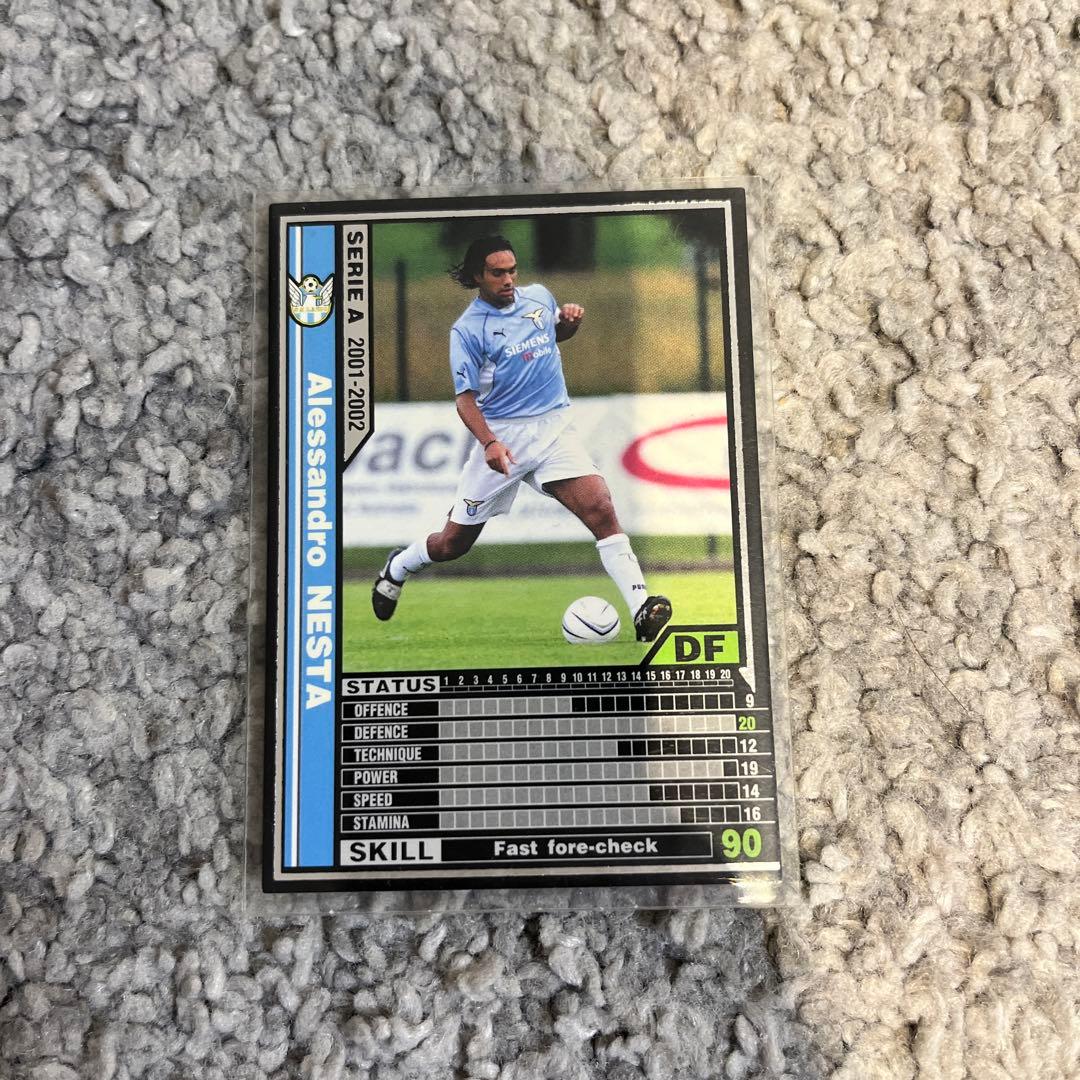 SERIE A 2001-2002
Alessandro NESTA
SIEMENS
mobile
vac
PUMA
DF
STATUS 1 2 3 4 5 6 7 8 9 10 11 12 13 14 15 16 17 18 19 20
OFFENCE 9
DEFENCE 20
TECHNIQUE 12
POWER 19
SPEED 14
STAMINA 16
SKILL Fast fore-check 90